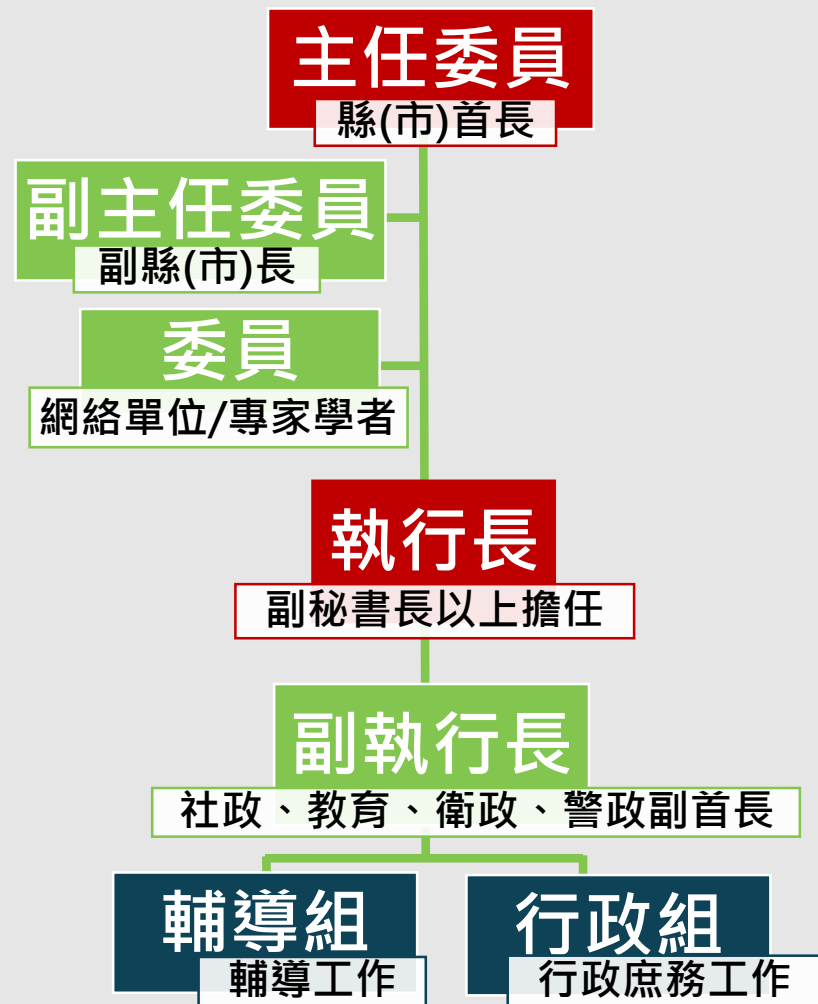 主任委員
縣(市)首長
副主任委員
副縣(市)長
委員
網絡單位/專家學者
執行長
副秘書長以上擔任
副執行長
社政、教育、衛政、警政副首長
輔導組
輔導工作
行政組
行政庶務工作